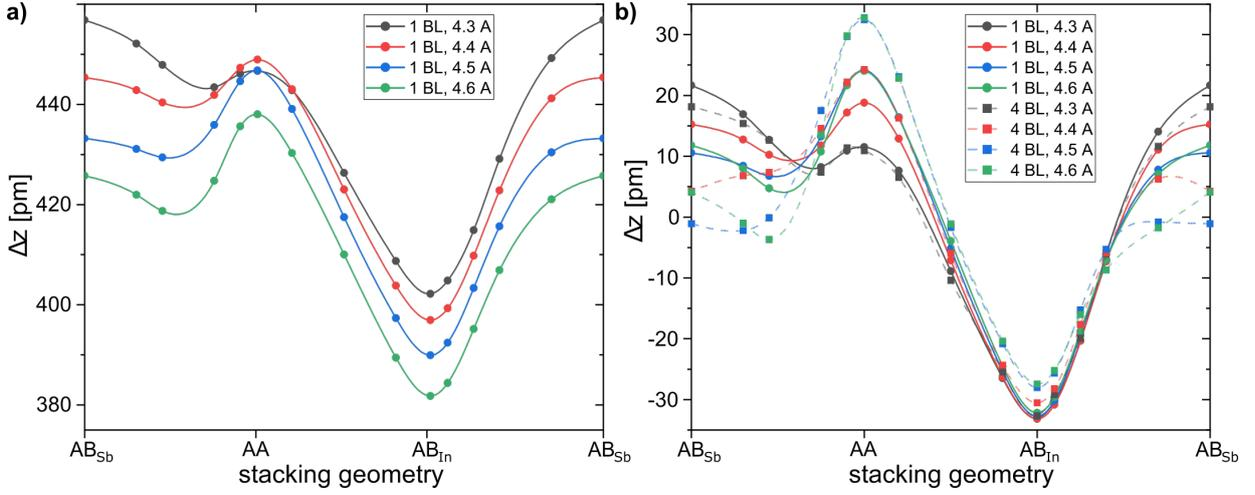 a)
1 BL, 4.3 A
1 BL, 4.4 A
1 BL, 4.5 A
1 BL, 4.6 A
440
420
400
380
Δz [pm]
AB_Sb AA AB_In AB_Sb
stacking geometry
b)
1 BL, 4.3 A
1 BL, 4.4 A
1 BL, 4.5 A
1 BL, 4.6 A
4 BL, 4.3 A
4 BL, 4.4 A
4 BL, 4.5 A
4 BL, 4.6 A
30
20
10
0
-10
-20
-30
Δz [pm]
AB_Sb AA AB_In AB_Sb
stacking geometry